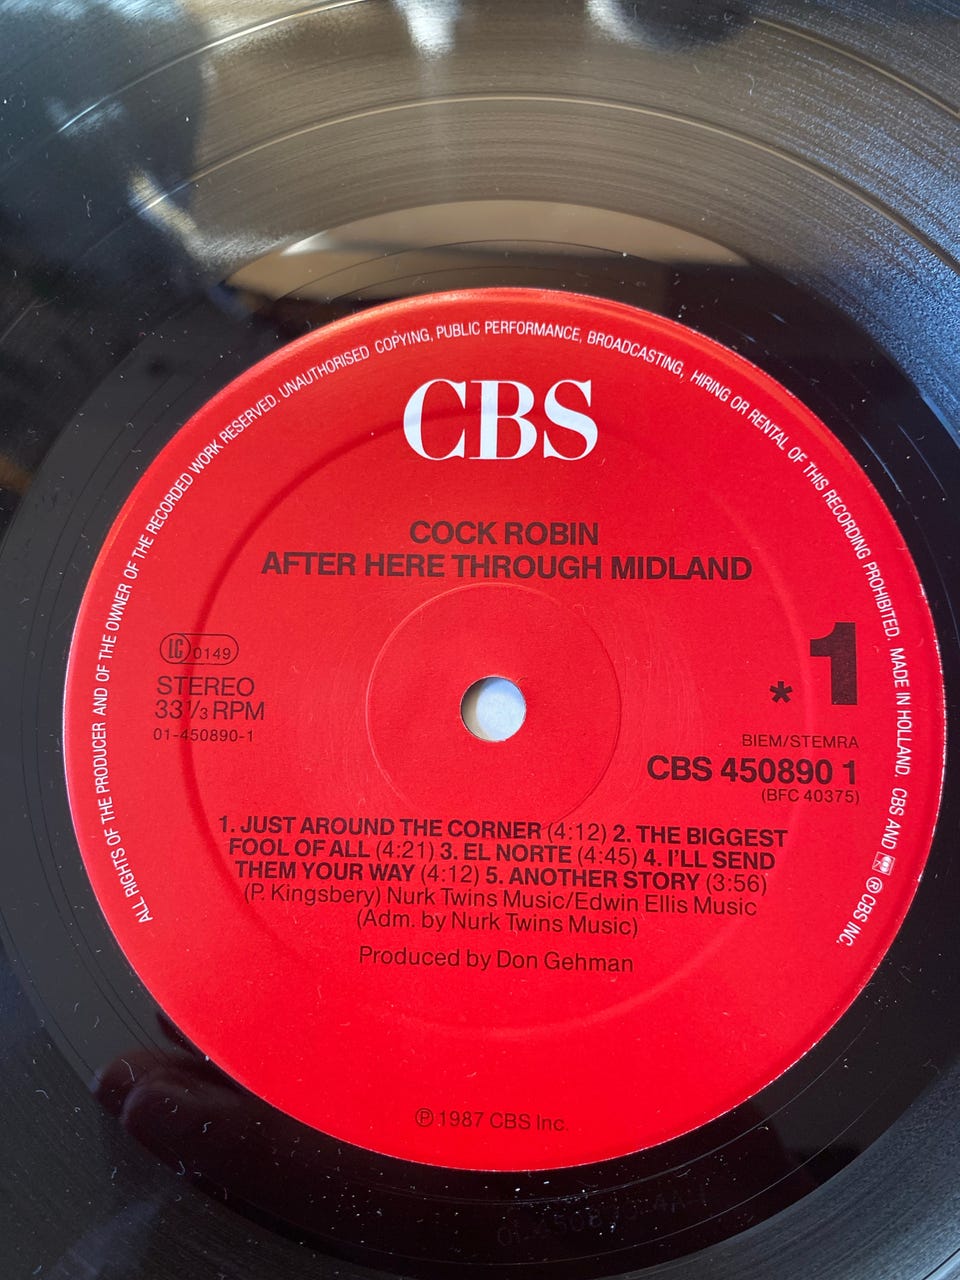 ALL RIGHTS OF THE PRODUCER AND OF THE OWNER OF THE RECORDED WORK RESERVED. UNAUTHORISED COPYING, PUBLIC PERFORMANCE, BROADCASTING, HIRING OR RENTAL OF THIS RECORDING PROHIBITED. MADE IN HOLLAND. CBS AND ® CBS INC.
CBS
COCK ROBIN
AFTER HERE THROUGH MIDLAND
LC 0149
STEREO
33 1/3 RPM
01-450890-1
* 1
BIEM/STEMRA
CBS 450890 1
(BFC 40375)
1. JUST AROUND THE CORNER (4:12) 2. THE BIGGEST
FOOL OF ALL (4:21) 3. EL NORTE (4:45) 4. I'LL SEND
THEM YOUR WAY (4:12) 5. ANOTHER STORY (3:56)
(P. Kingsbery) Nurk Twins Music/Edwin Ellis Music
(Adm. by Nurk Twins Music)
Produced by Don Gehman
℗ 1987 CBS Inc.